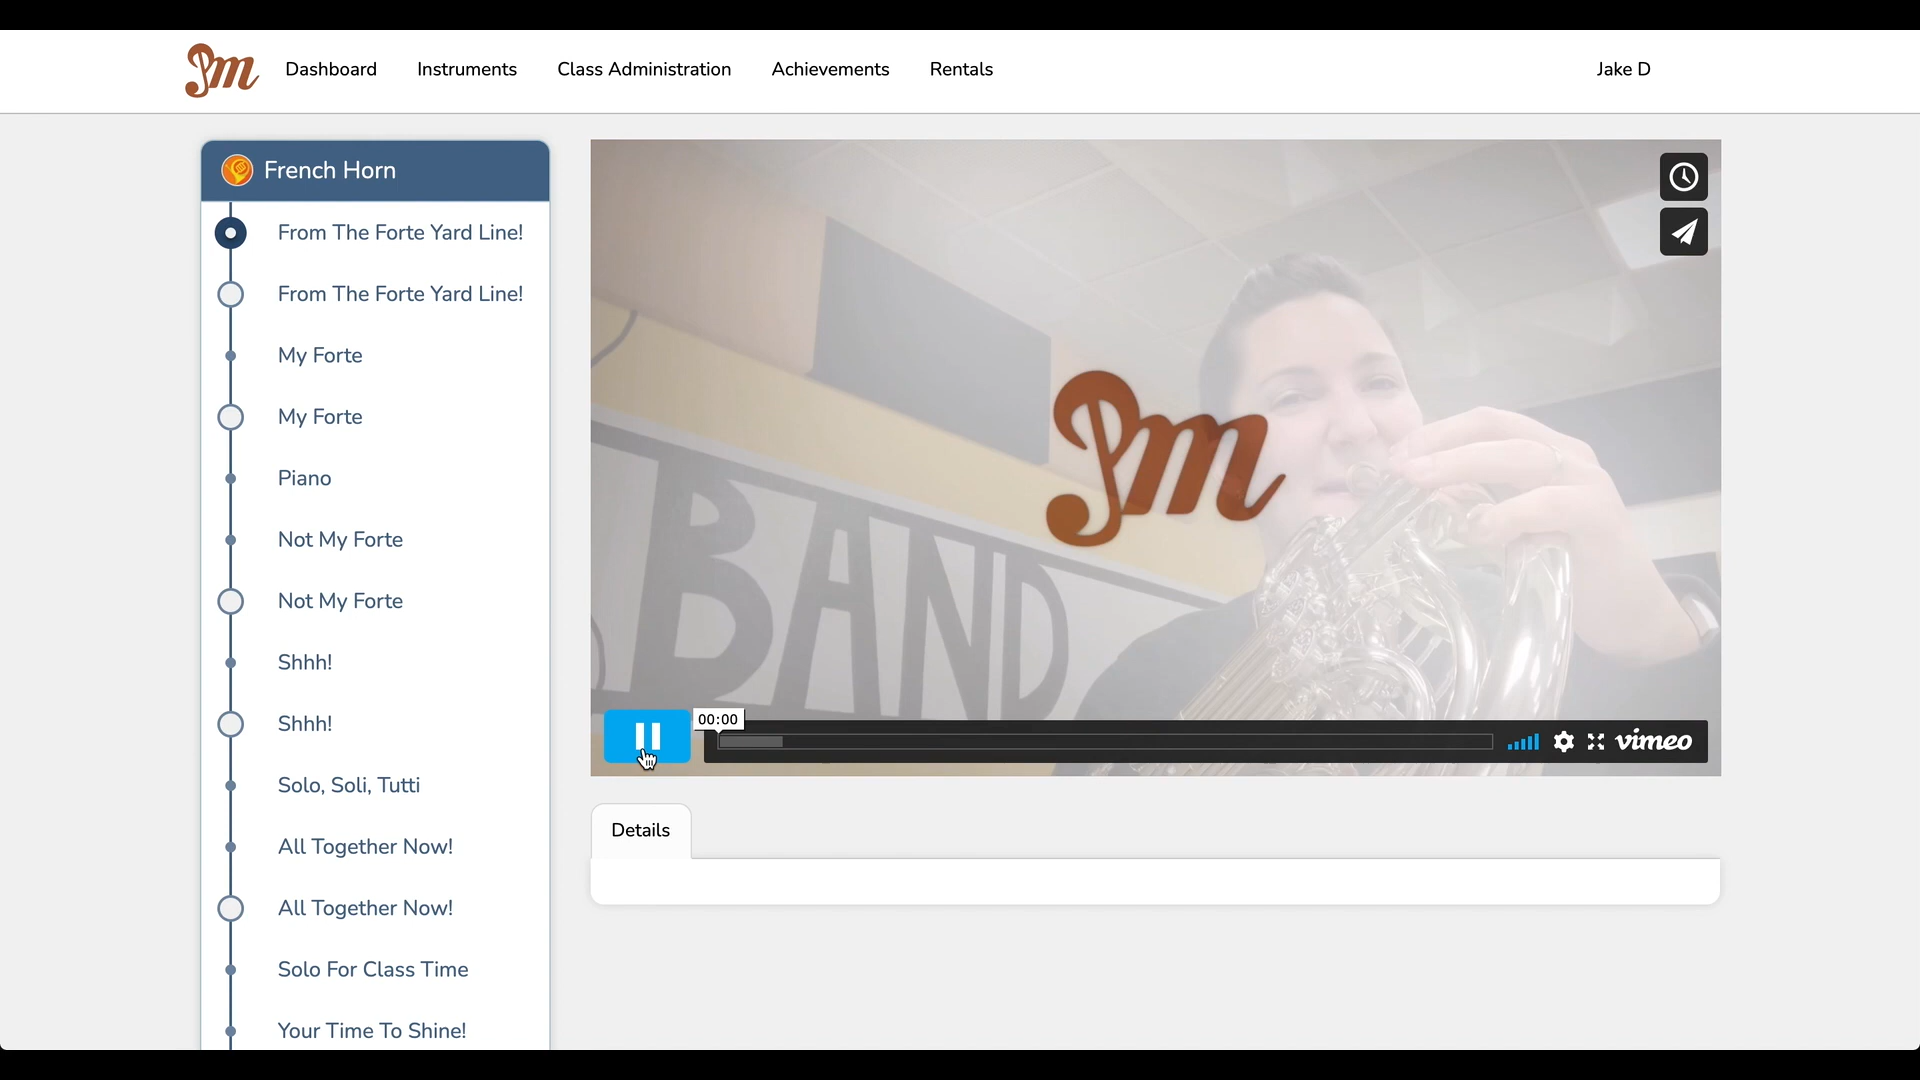 Pm
Dashboard
Instruments
Class Administration
Achievements
Rentals
Jake D
French Horn
From The Forte Yard Line!
From The Forte Yard Line!
My Forte
My Forte
Piano
Not My Forte
Not My Forte
Shhh!
Shhh!
Solo, Soli, Tutti
All Together Now!
All Together Now!
Solo For Class Time
Your Time To Shine!
Pm
BAND
00:00
vimeo
Details